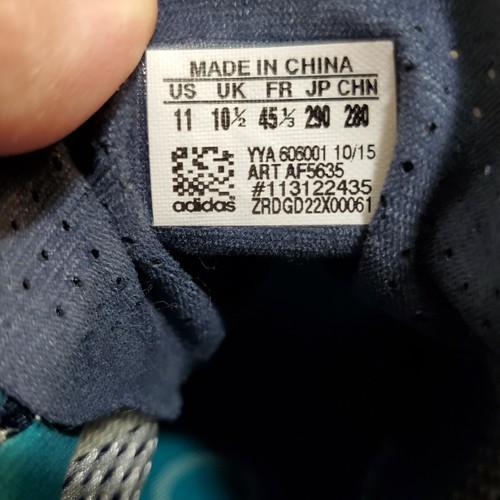 MADE IN CHINA
US UK FR JP CHN
11 10½ 45⅓ 290 280
YYA 606001 10/15
ART AF5635
#113122435
adidas ZRDGD22X00061